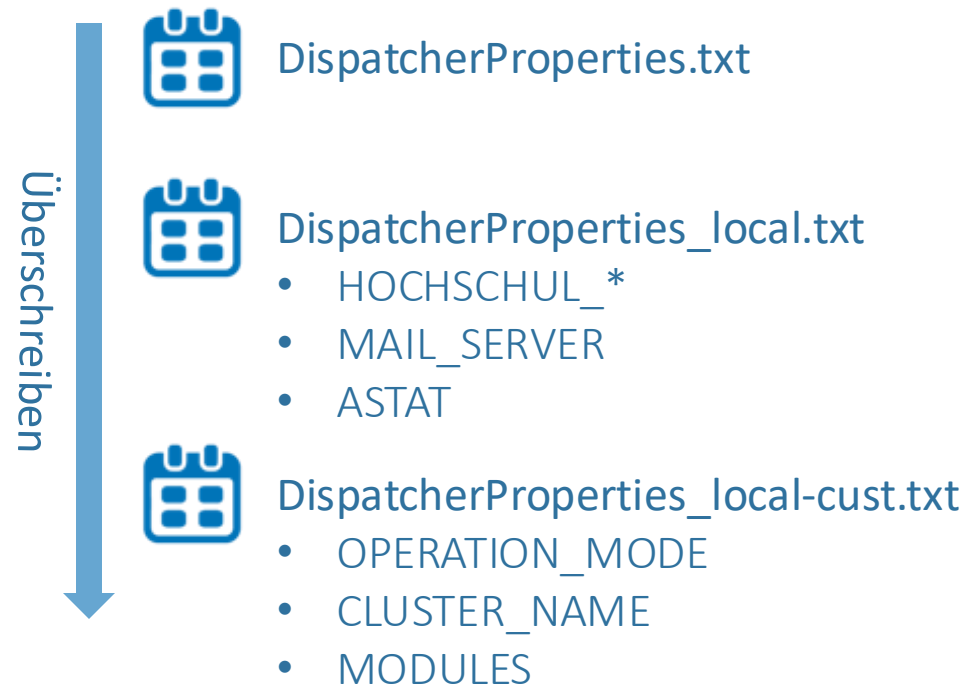 Überschreiben
DispatcherProperties.txt
DispatcherProperties_local.txt
• HOCHSCHUL_*
• MAIL_SERVER
• ASTAT
DispatcherProperties_local-cust.txt
• OPERATION_MODE
• CLUSTER_NAME
• MODULES